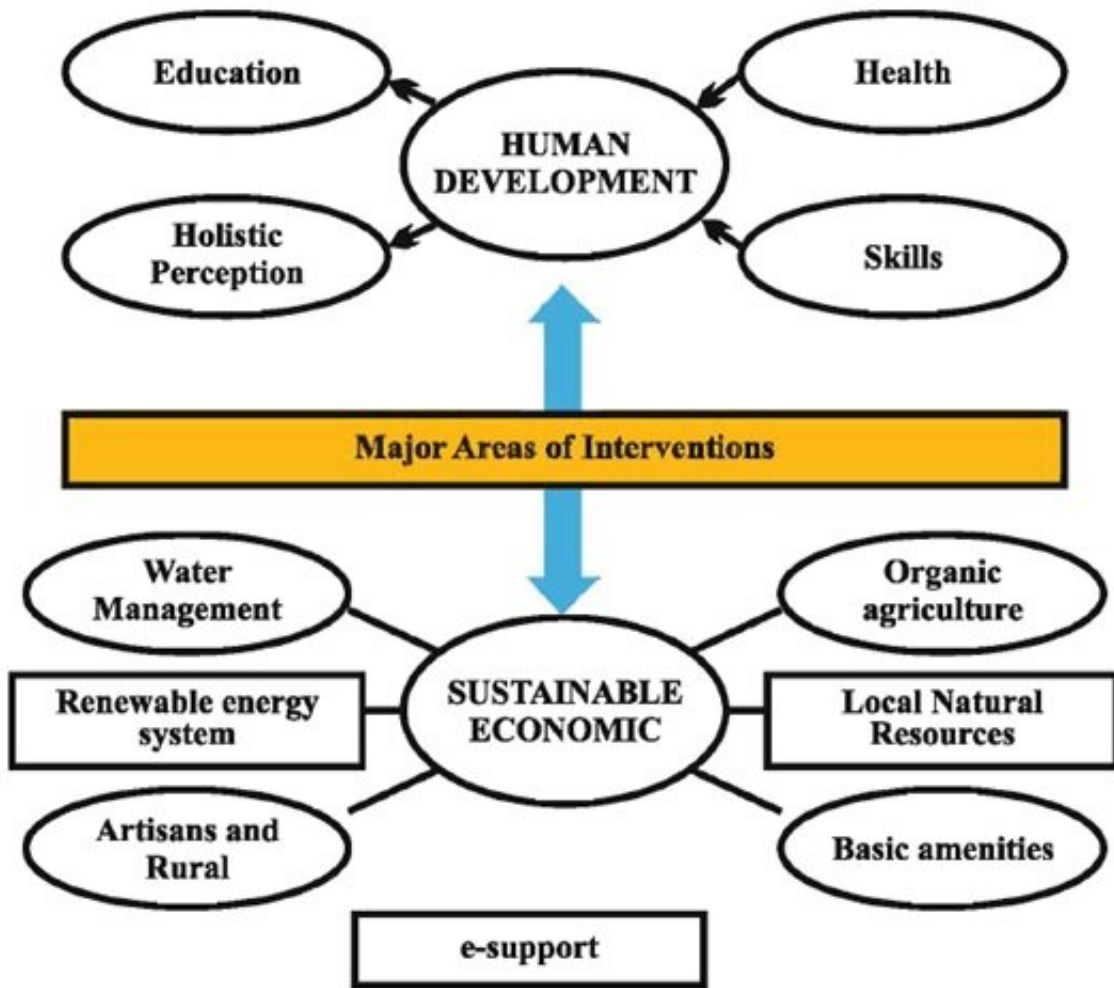 Education
Health
HUMAN
DEVELOPMENT
Holistic
Perception
Skills
Major Areas of Interventions
Water
Management
Organic
agriculture
Renewable energy
system
SUSTAINABLE
ECONOMIC
Local Natural
Resources
Artisans and
Rural
Basic amenities
e-support